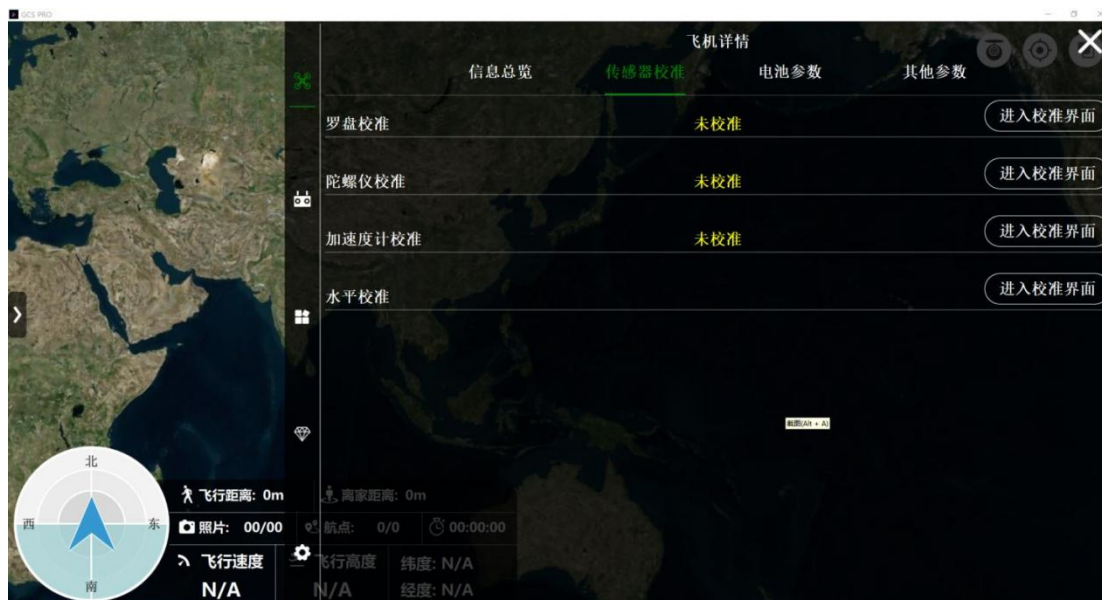 GCS PRO
飞机详情
信息总览 传感器校准 电池参数 其他参数
罗盘校准 未校准 进入校准界面
陀螺仪校准 未校准 进入校准界面
加速度计校准 未校准 进入校准界面
水平校准 进入校准界面
截图(Alt + A)
北
西 东
南
飞行距离: 0m 离家距离: 0m
照片: 00/00 航点: 0/0 00:00:00
飞行速度 飞行高度 纬度: N/A
N/A N/A 经度: N/A